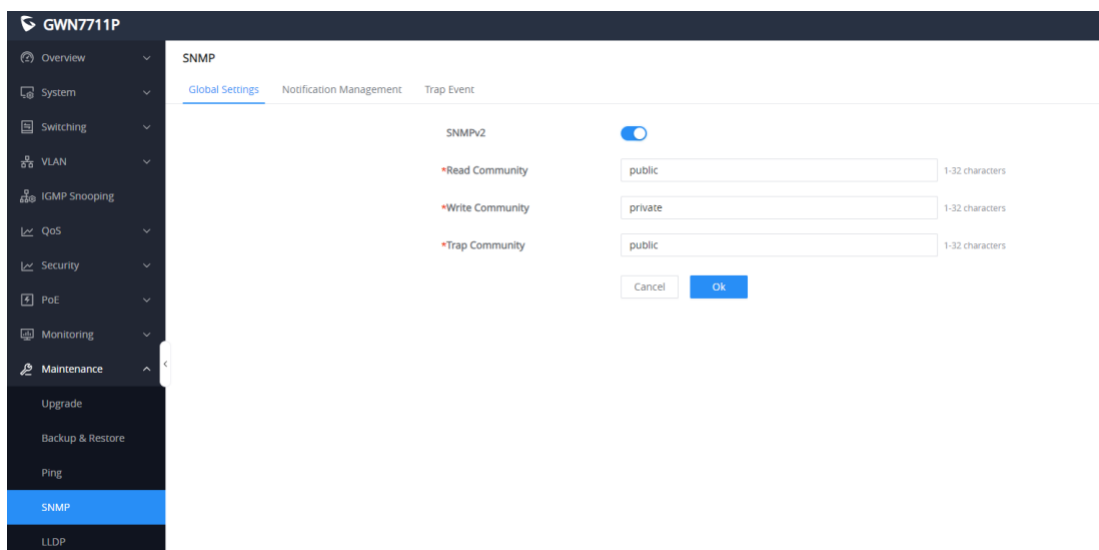 GWN7711P
Overview
System
Switching
VLAN
IGMP Snooping
QoS
Security
PoE
Monitoring
Maintenance
Upgrade
Backup & Restore
Ping
SNMP
LLDP
SNMP
Global Settings Notification Management Trap Event
SNMPv2
*Read Community public 1-32 characters
*Write Community private 1-32 characters
*Trap Community public 1-32 characters
Cancel Ok